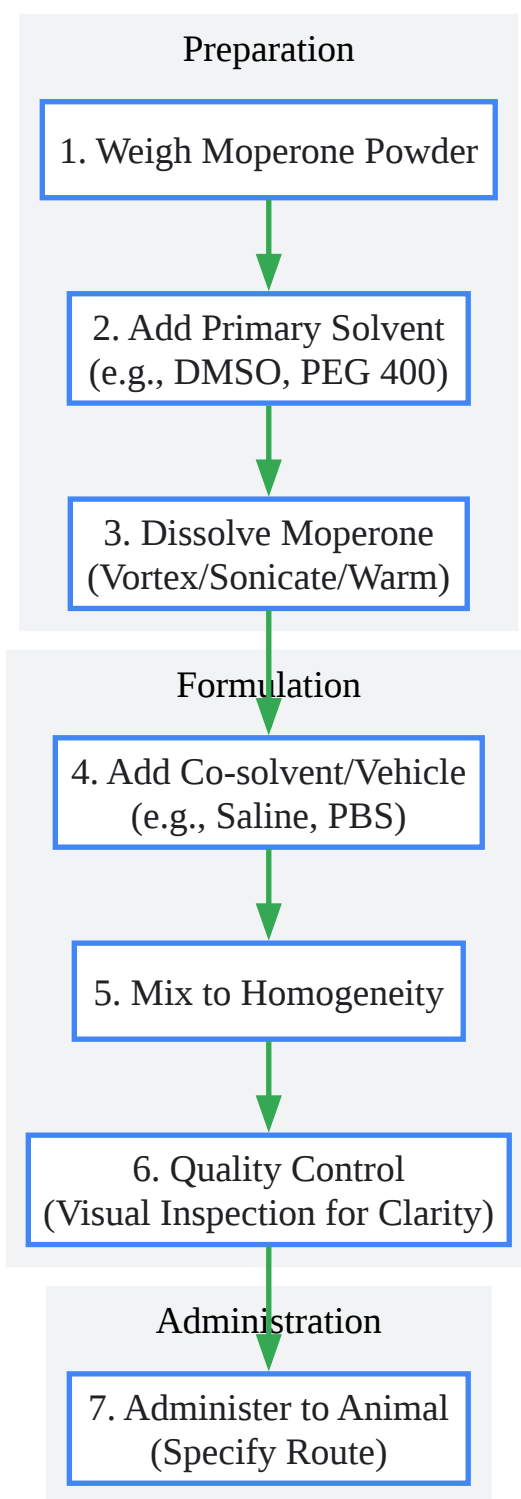 Preparation
1. Weigh Moperone Powder
2. Add Primary Solvent
(e.g., DMSO, PEG 400)
3. Dissolve Moperone
(Vortex/Sonicate/Warm)
Formulation
4. Add Co-solvent/Vehicle
(e.g., Saline, PBS)
5. Mix to Homogeneity
6. Quality Control
(Visual Inspection for Clarity)
Administration
7. Administer to Animal
(Specify Route)